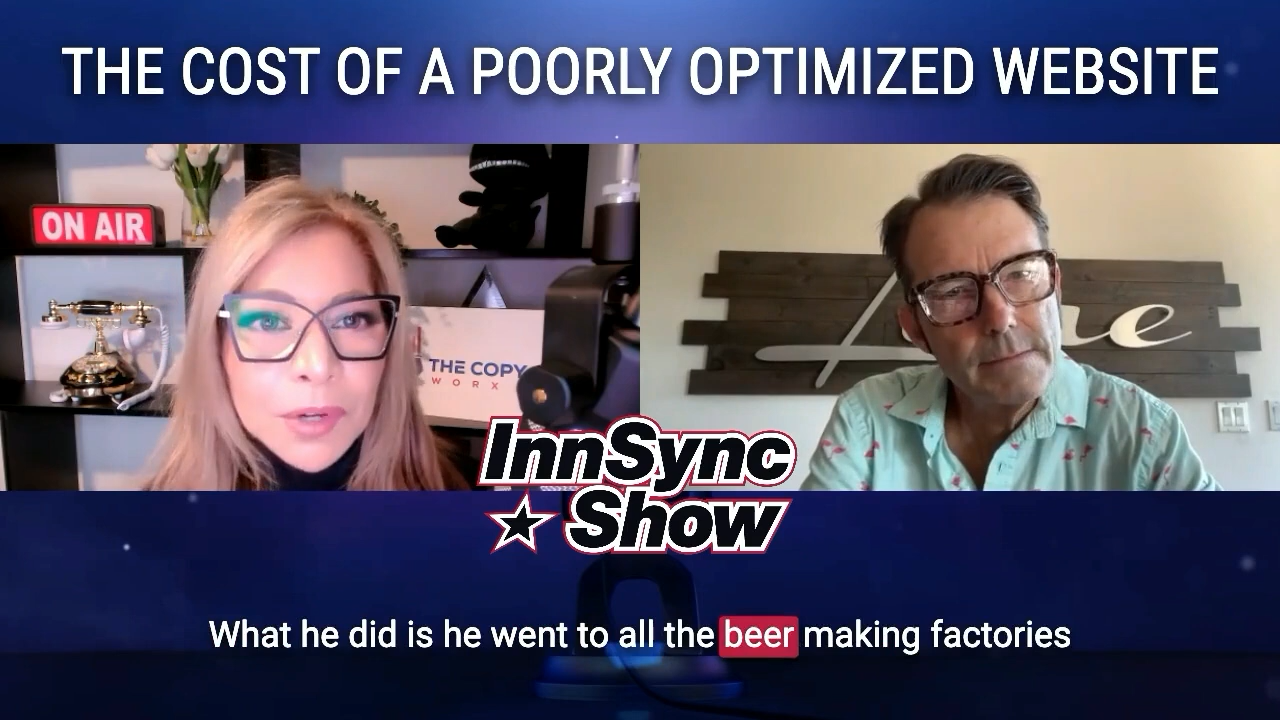 THE COST OF A POORLY OPTIMIZED WEBSITE
ON AIR
THE COPY
WORX
InnSync
Show
What he did is he went to all the beer making factories